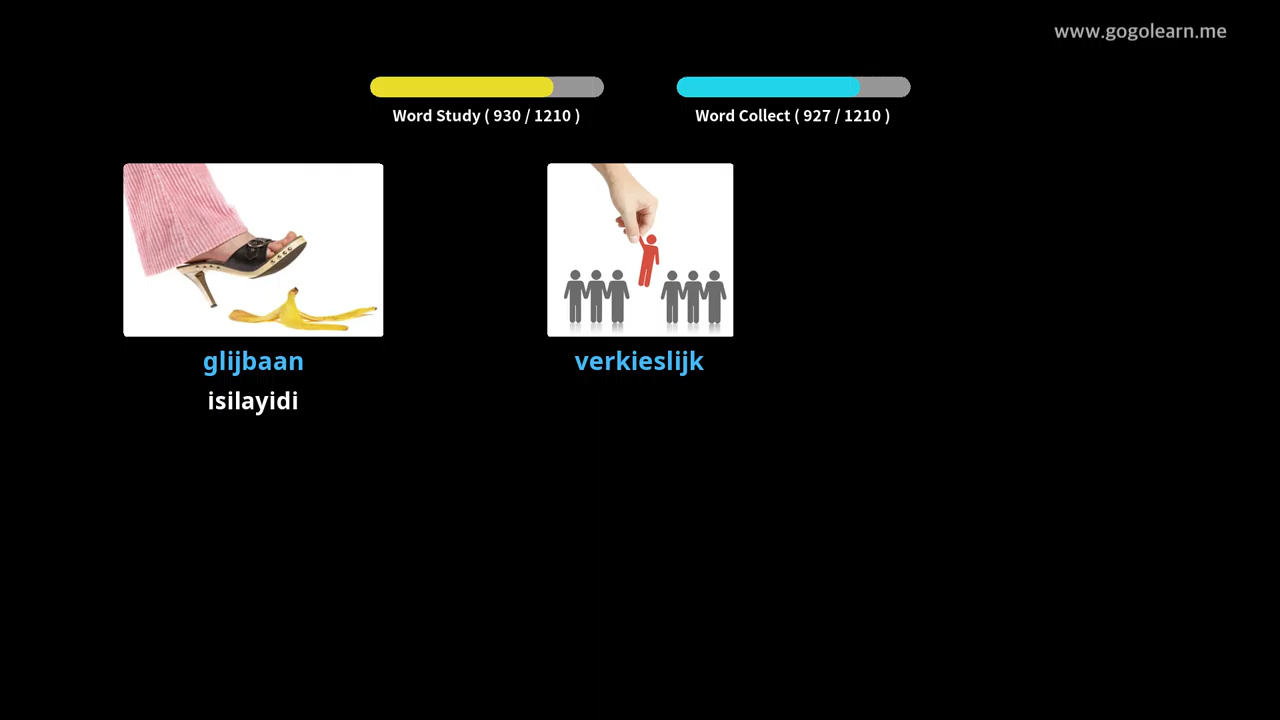 www.gogolearn.me
Word Study ( 930 / 1210 )
Word Collect ( 927 / 1210 )
glijbaan
isilayidi
verkieslijk